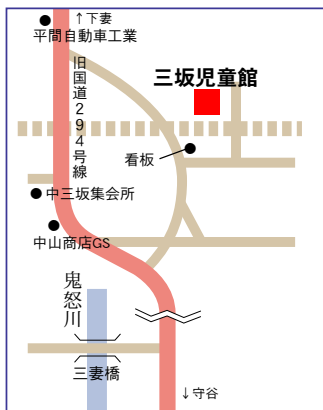 ↑下妻
平間自動車工業
三坂児童館
旧国道294号線
看板
中三坂集会所
中山商店GS
鬼怒川
三妻橋
↓守谷